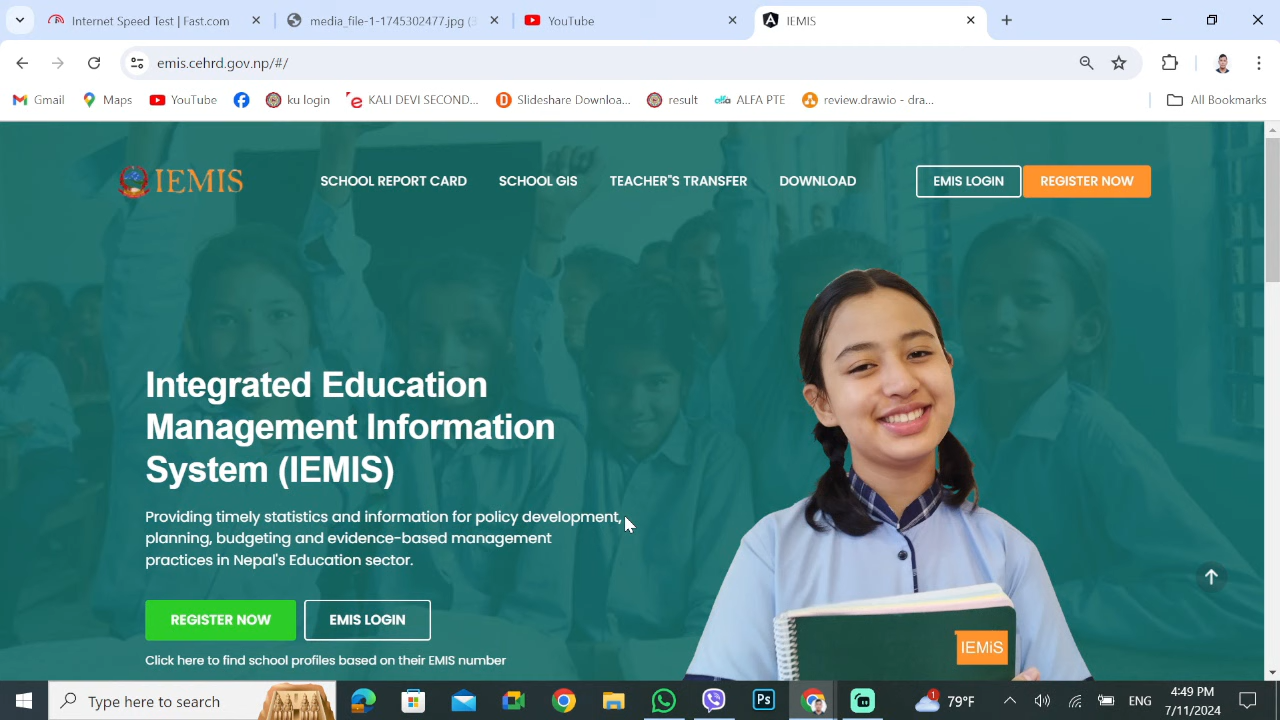 Internet Speed Test | Fast.com
media_file-1-1745302477.jpg (
YouTube
IEMIS
emis.cehrd.gov.np/#/
Gmail
Maps
YouTube
ku login
KALI DEVI SECOND...
Slideshare Downloa...
result
ALFA PTE
review.drawio - dra...
All Bookmarks
IEMIS
SCHOOL REPORT CARD
SCHOOL GIS
TEACHER"S TRANSFER
DOWNLOAD
EMIS LOGIN
REGISTER NOW
Integrated Education
Management Information
System (IEMIS)
Providing timely statistics and information for policy development,
planning, budgeting and evidence-based management
practices in Nepal's Education sector.
REGISTER NOW
EMIS LOGIN
Click here to find school profiles based on their EMIS number
IEMiS
Type here to search
Ps
1
79°F
ENG
4:49 PM
7/11/2024